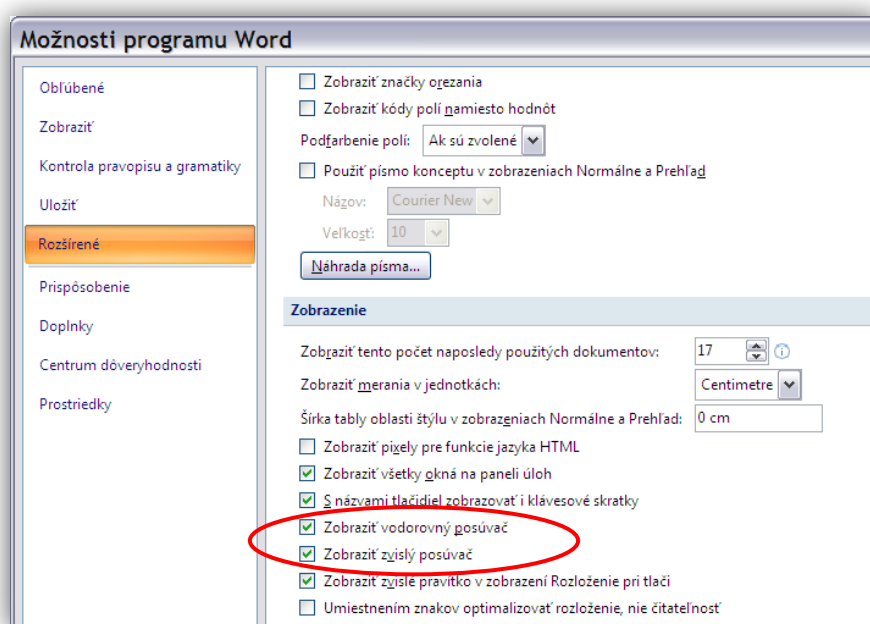 Možnosti programu Word
Obľúbené
Zobraziť
Kontrola pravopisu a gramatiky
Uložiť
Rozšírené
Prispôsobenie
Doplnky
Centrum dôveryhodnosti
Prostriedky
Zobraziť značky orezania
Zobraziť kódy polí namiesto hodnôt
Podfarbenie polí: Ak sú zvolené
Použiť písmo konceptu v zobrazeniach Normálne a Prehľad
Názov: Courier New
Veľkosť: 10
Náhrada písma...
Zobrazenie
Zobraziť tento počet naposledy použitých dokumentov: 17
Zobraziť merania v jednotkách: Centimetre
Šírka tably oblasti štýlu v zobrazeniach Normálne a Prehľad: 0 cm
Zobraziť pixely pre funkcie jazyka HTML
Zobraziť všetky okná na paneli úloh
S názvami tlačidiel zobrazovať i klávesové skratky
Zobraziť vodorovný posúvač
Zobraziť zvislý posúvač
Zobraziť zvislé pravítko v zobrazení Rozloženie pri tlači
Umiestnením znakov optimalizovať rozloženie, nie čitateľnosť